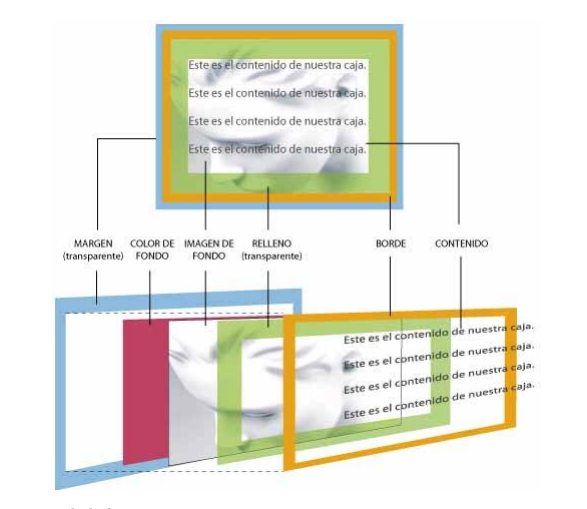 Este es el contenido de nuestra caja.
Este es el contenido de nuestra caja.
Este es el contenido de nuestra caja.
Este es el contenido de nuestra caja.
MARGEN
(transparente)
COLOR DE
FONDO
IMAGEN DE
FONDO
RELLENO
(transparente)
BORDE
CONTENIDO
Este es el contenido de nuestra caja.
Este es el contenido de nuestra caja.
Este es el contenido de nuestra caja.
Este es el contenido de nuestra caja.